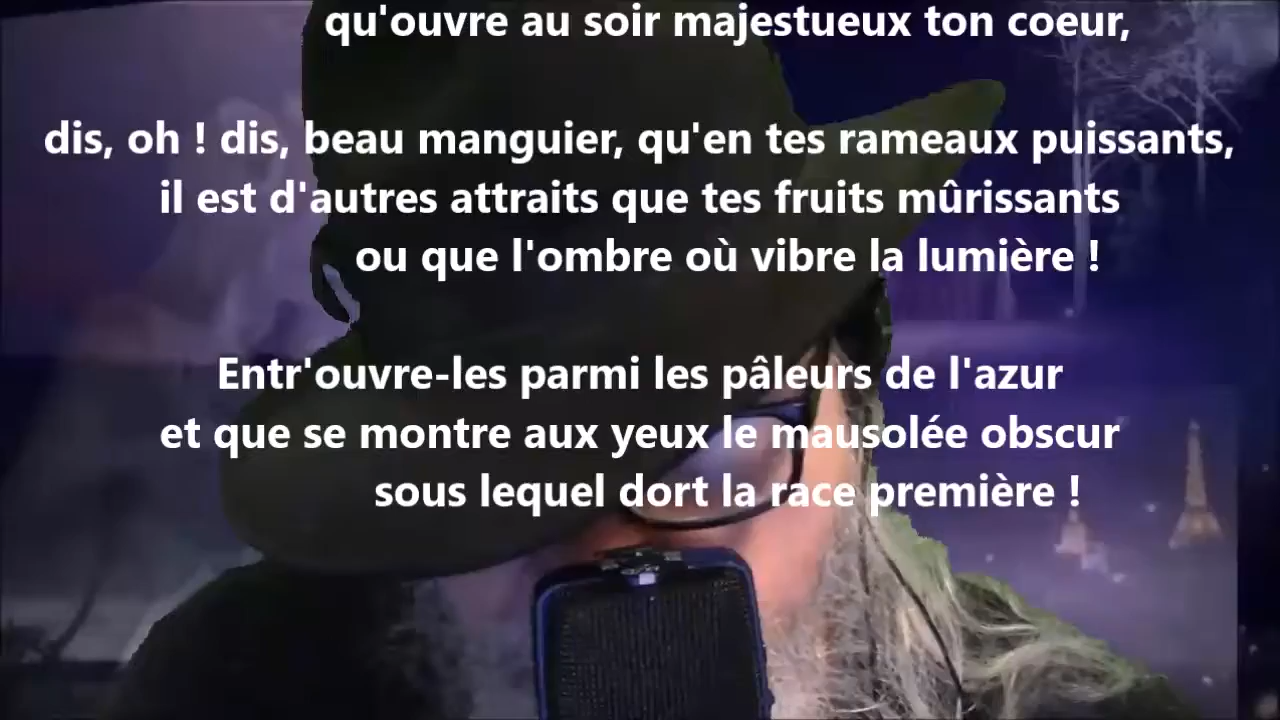 qu'ouvre au soir majestueux ton coeur,
dis, oh ! dis, beau manguier, qu'en tes rameaux puissants,
il est d'autres attraits que tes fruits mûrissants
ou que l'ombre où vibre la lumière !
Entr'ouvre-les parmi les pâleurs de l'azur
et que se montre aux yeux le mausolée obscur
sous lequel dort la race première !